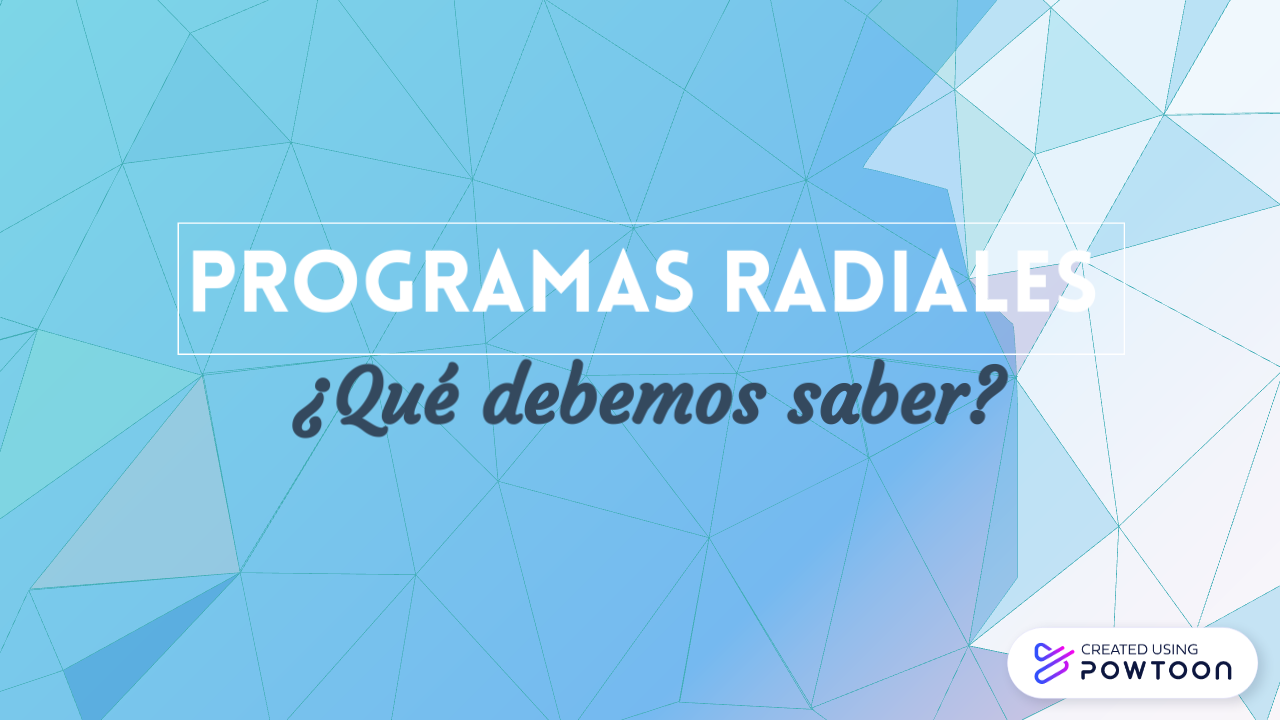 PROGRAMAS RADIALES
¿Qué debemos saber?
CREATED USING
POWTOON